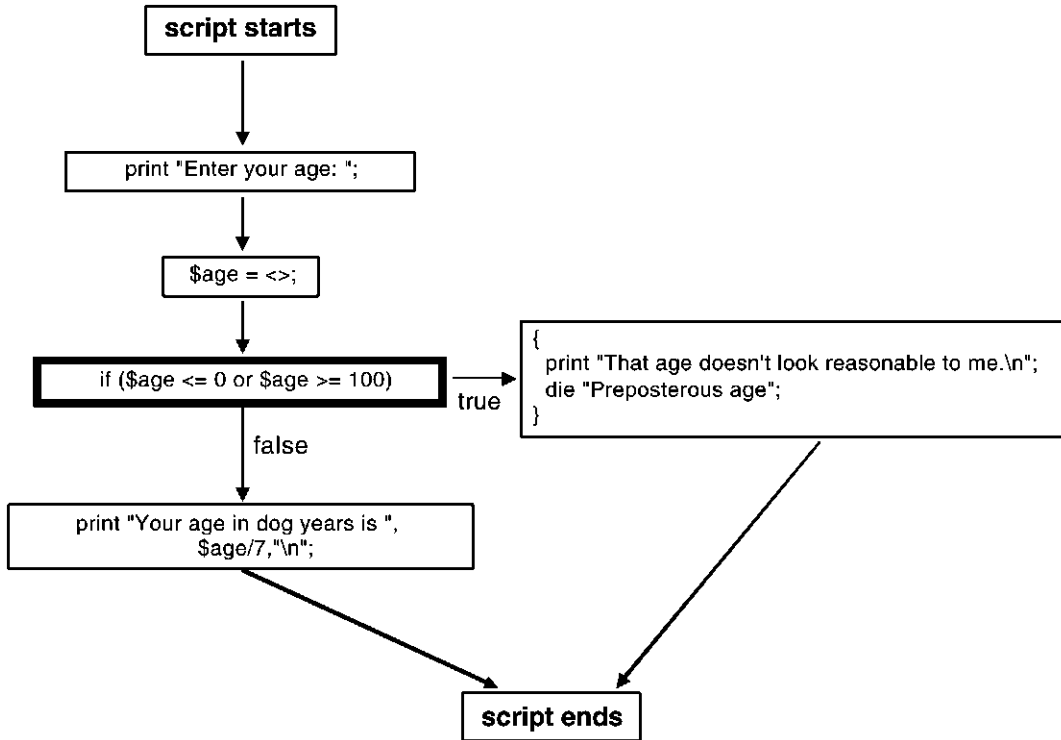 script starts
print "Enter your age: ";
$age = <>;
if ($age <= 0 or $age >= 100)
true
{
print "That age doesn't look reasonable to me.\n";
die "Preposterous age";
}
false
print "Your age in dog years is ",
$age/7,"\n";
script ends